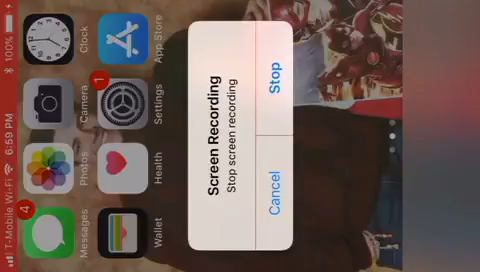 T-Mobile Wi-Fi 6:59 PM 100%
4
1
Messages Photos Camera Clock
Wallet Health Settings App Store
Screen Recording
Stop screen recording
Cancel Stop